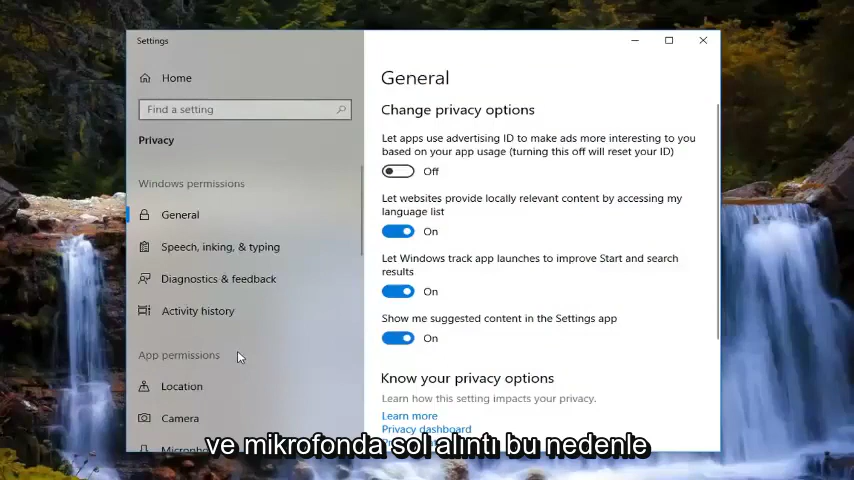 Settings
Home
Find a setting
Privacy
Windows permissions
General
Speech, inking, & typing
Diagnostics & feedback
Activity history
App permissions
Location
Camera
General
Change privacy options
Let apps use advertising ID to make ads more interesting to you
based on your app usage (turning this off will reset your ID)
Off
Let websites provide locally relevant content by accessing my
language list
On
Let Windows track app launches to improve Start and search
results
On
Show me suggested content in the Settings app
On
Know your privacy options
Learn how this setting impacts your privacy.
Learn more
Privacy dashboard
ve mikrofonda sol alıntı bu nedenle